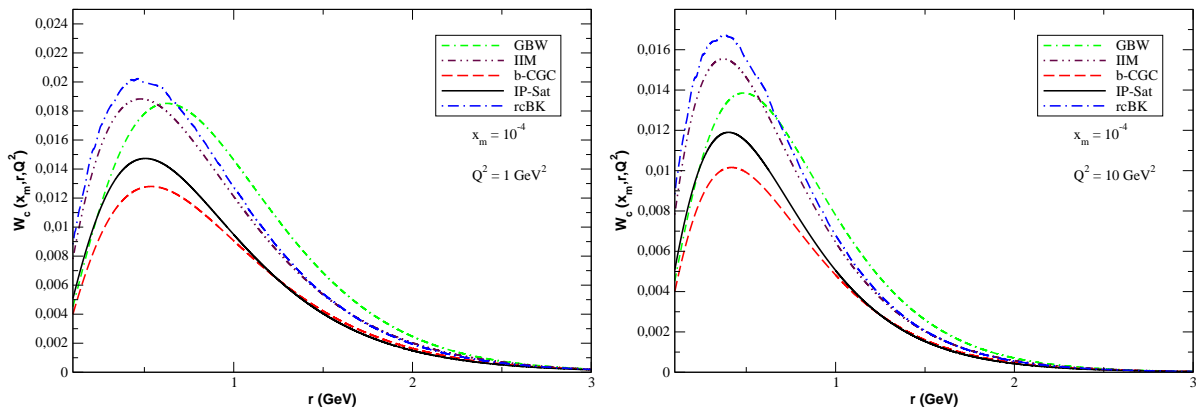 0,024
0,022
0,02
0,018
0,016
0,014
0,012
0,01
0,008
0,006
0,004
0,002
0
W_c (x_m,r,Q^2)
GBW
IIM
b-CGC
IP-Sat
rcBK
x_m = 10^-4
Q^2 = 1 GeV^2
1
2
3
r (GeV)
0,016
0,014
0,012
0,01
0,008
0,006
0,004
0,002
0
W_c (x_m,r,Q^2)
GBW
IIM
b-CGC
IP-Sat
rcBK
x_m = 10^-4
Q^2 = 10 GeV^2
1
2
3
r (GeV)